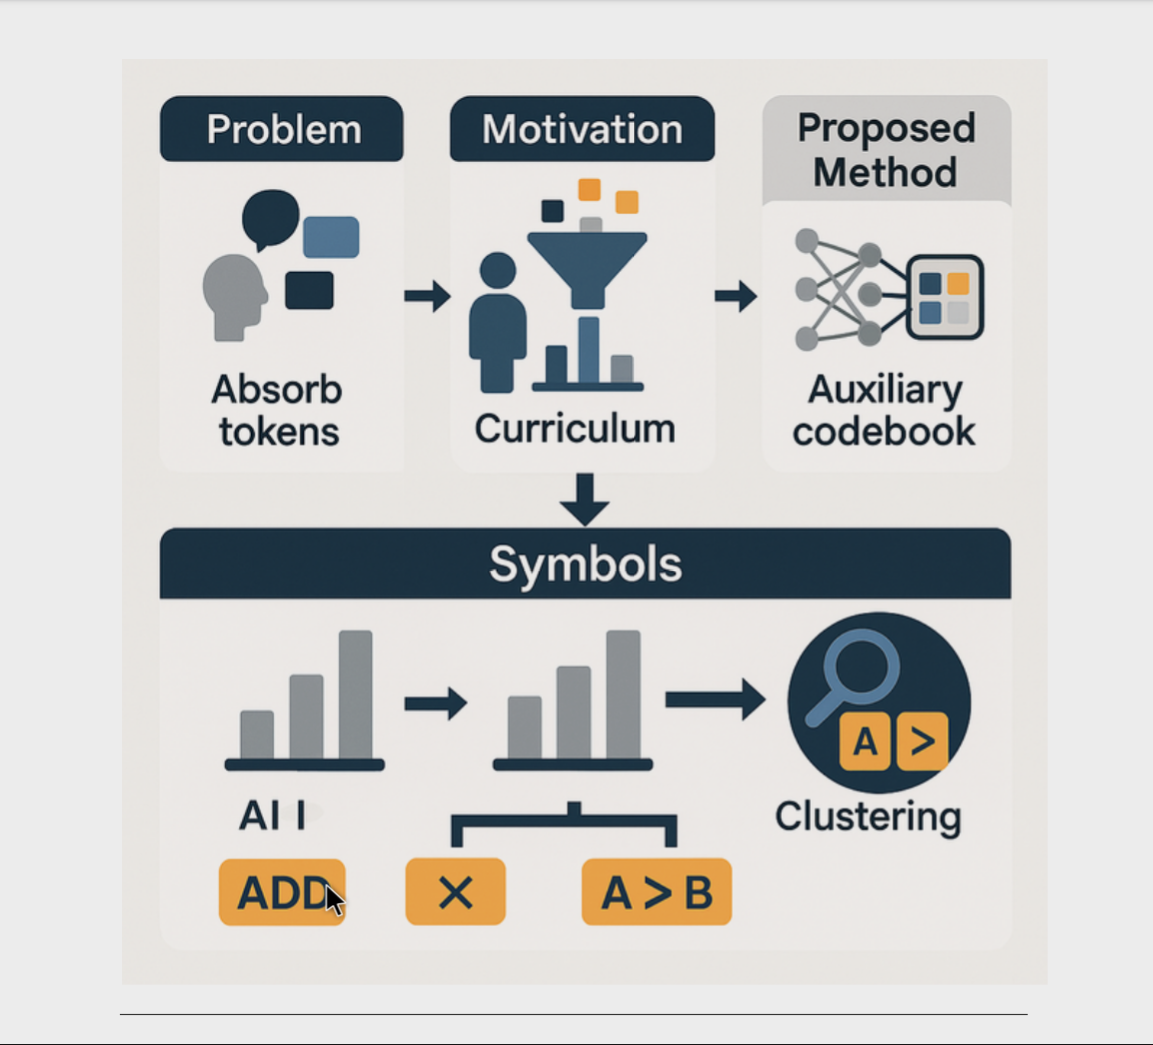 Problem
Motivation
Proposed
Method
Absorb
tokens
Curriculum
Auxiliary
codebook
Symbols
A >
AI I
Clustering
ADD
×
A > B